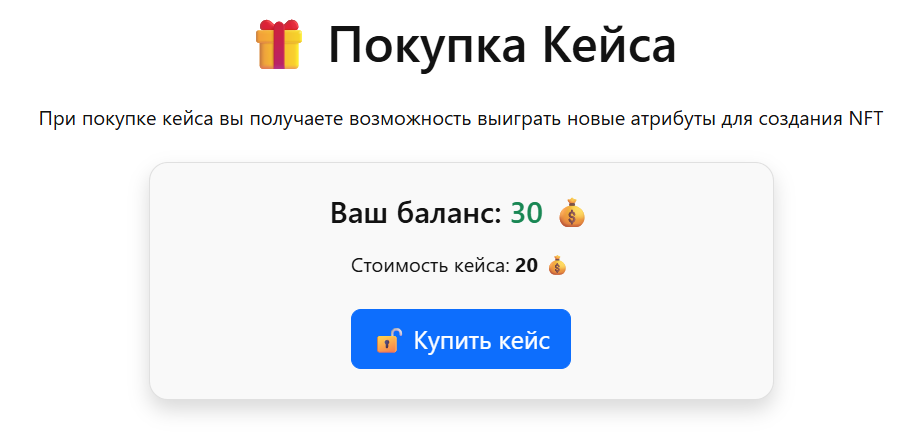 Покупка Кейса
При покупке кейса вы получаете возможность выиграть новые атрибуты для создания NFT
Ваш баланс: 30
Стоимость кейса: 20
Купить кейс